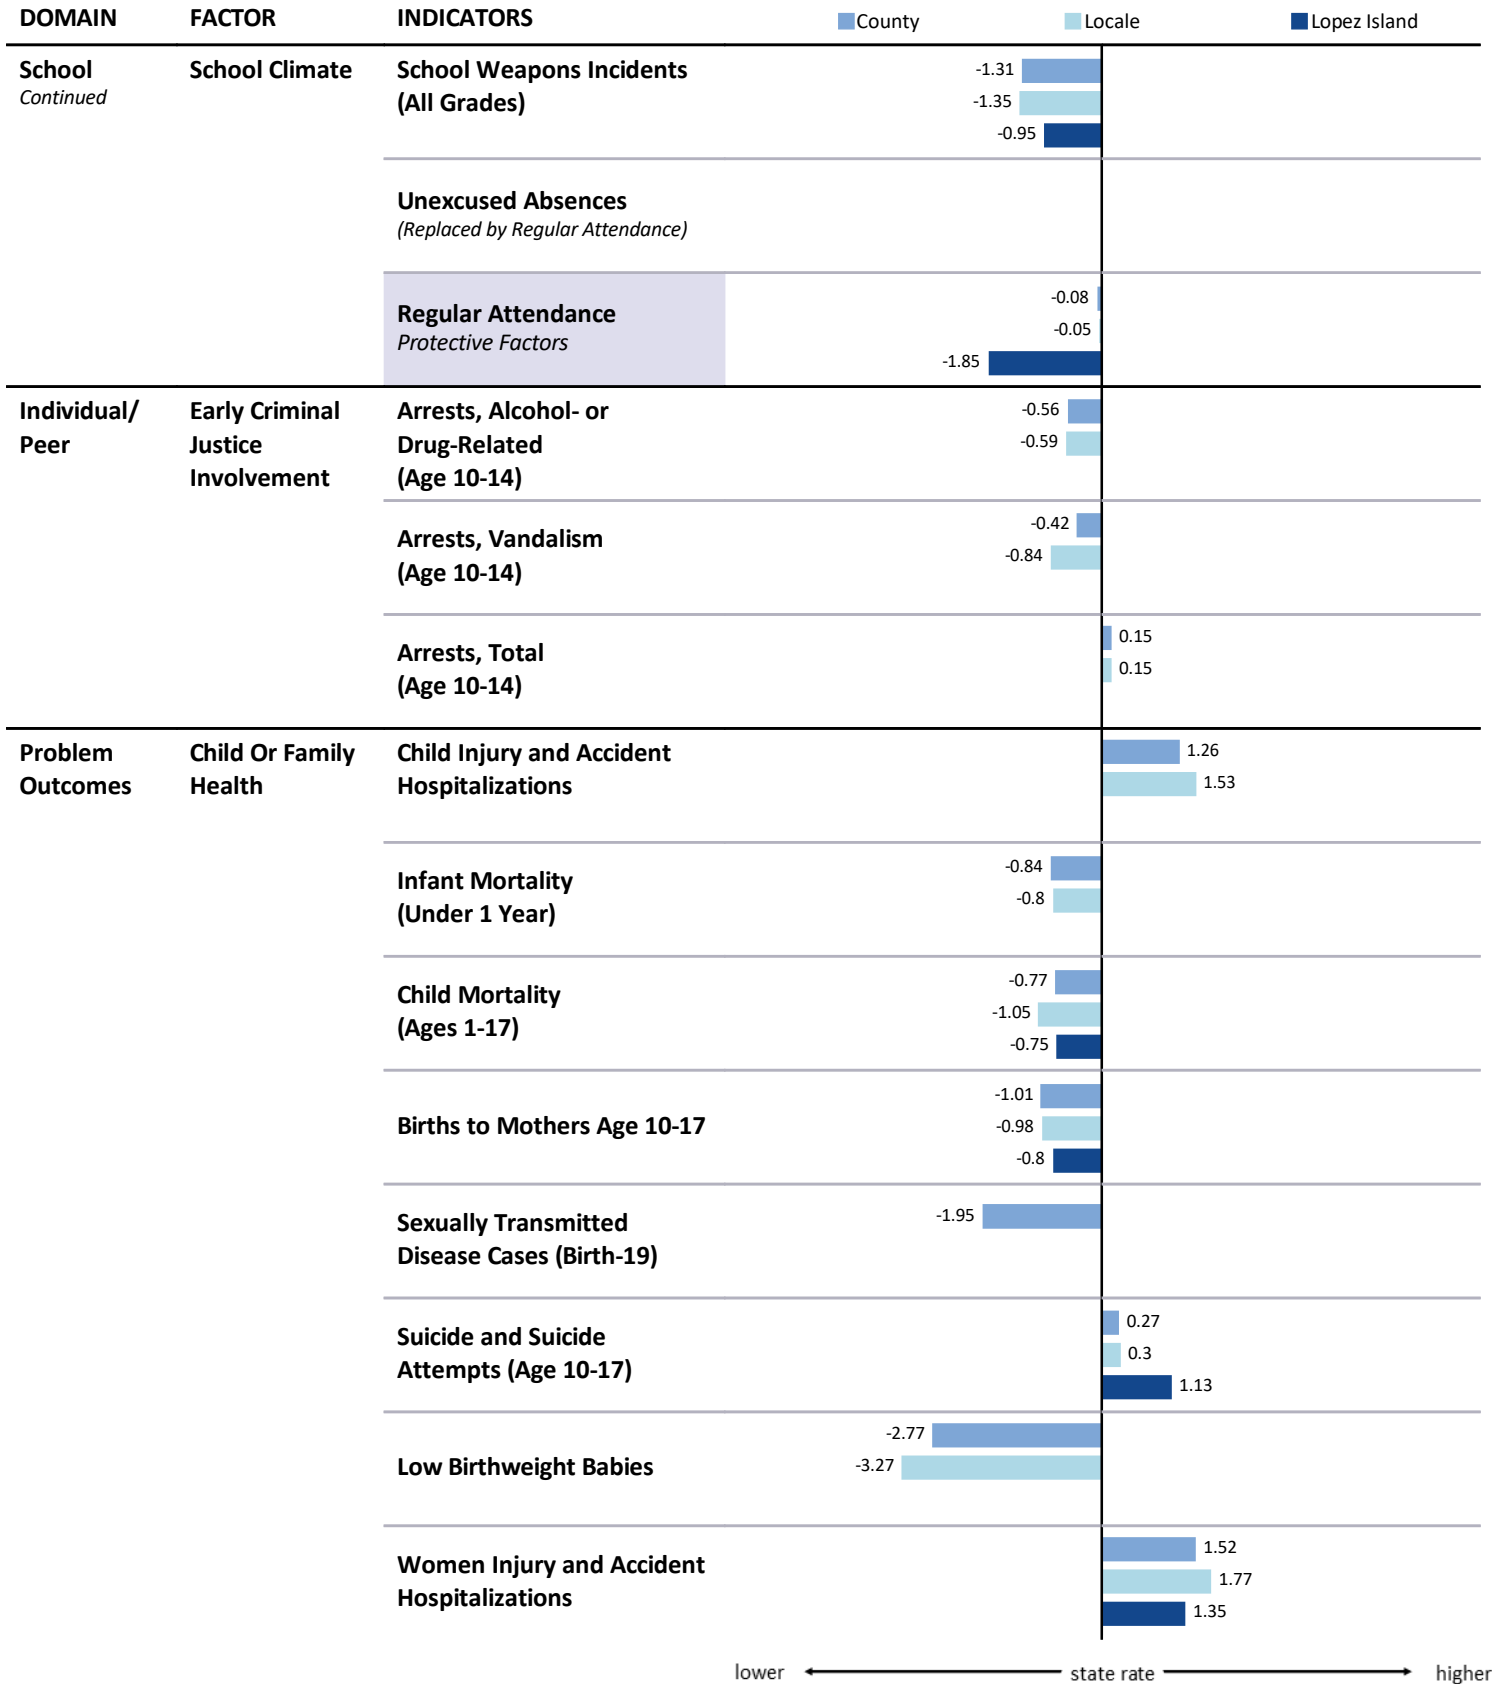 DOMAIN FACTOR INDICATORS County Locale Lopez Island
School School Climate School Weapons Incidents
Continued (All Grades)
-1.31
-1.35
-0.95
Unexcused Absences
(Replaced by Regular Attendance)
Regular Attendance
Protective Factors
-0.08
-0.05
-1.85
Individual/ Early Criminal Arrests, Alcohol- or
Peer Justice Drug-Related
Involvement (Age 10-14)
-0.56
-0.59
Arrests, Vandalism
(Age 10-14)
-0.42
-0.84
Arrests, Total
(Age 10-14)
0.15
0.15
Problem Child Or Family Child Injury and Accident
Outcomes Health Hospitalizations
1.26
1.53
Infant Mortality
(Under 1 Year)
-0.84
-0.8
Child Mortality
(Ages 1-17)
-0.77
-1.05
-0.75
Births to Mothers Age 10-17
-1.01
-0.98
-0.8
Sexually Transmitted
Disease Cases (Birth-19)
-1.95
Suicide and Suicide
Attempts (Age 10-17)
0.27
0.3
1.13
Low Birthweight Babies
-2.77
-3.27
Women Injury and Accident
Hospitalizations
1.52
1.77
1.35
lower state rate higher